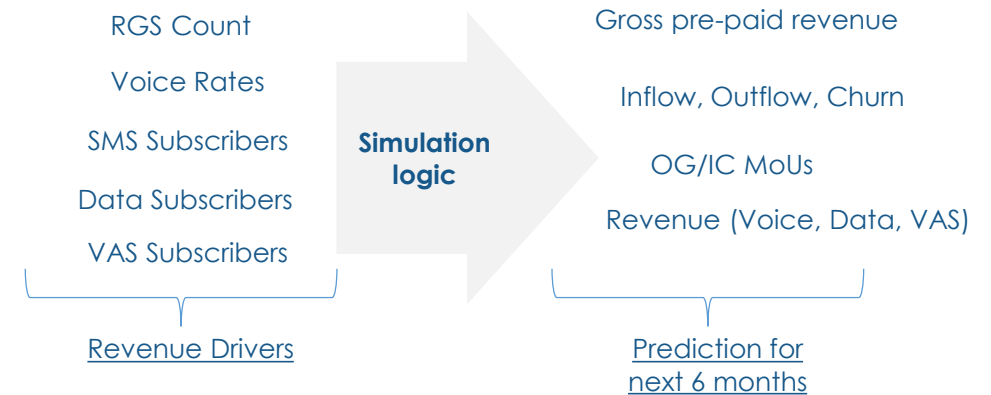 RGS Count
Voice Rates
SMS Subscribers
Data Subscribers
VAS Subscribers
Revenue Drivers
Simulation
logic
Gross pre-paid revenue
Inflow, Outflow, Churn
OG/IC MoUs
Revenue (Voice, Data, VAS)
Prediction for
next 6 months